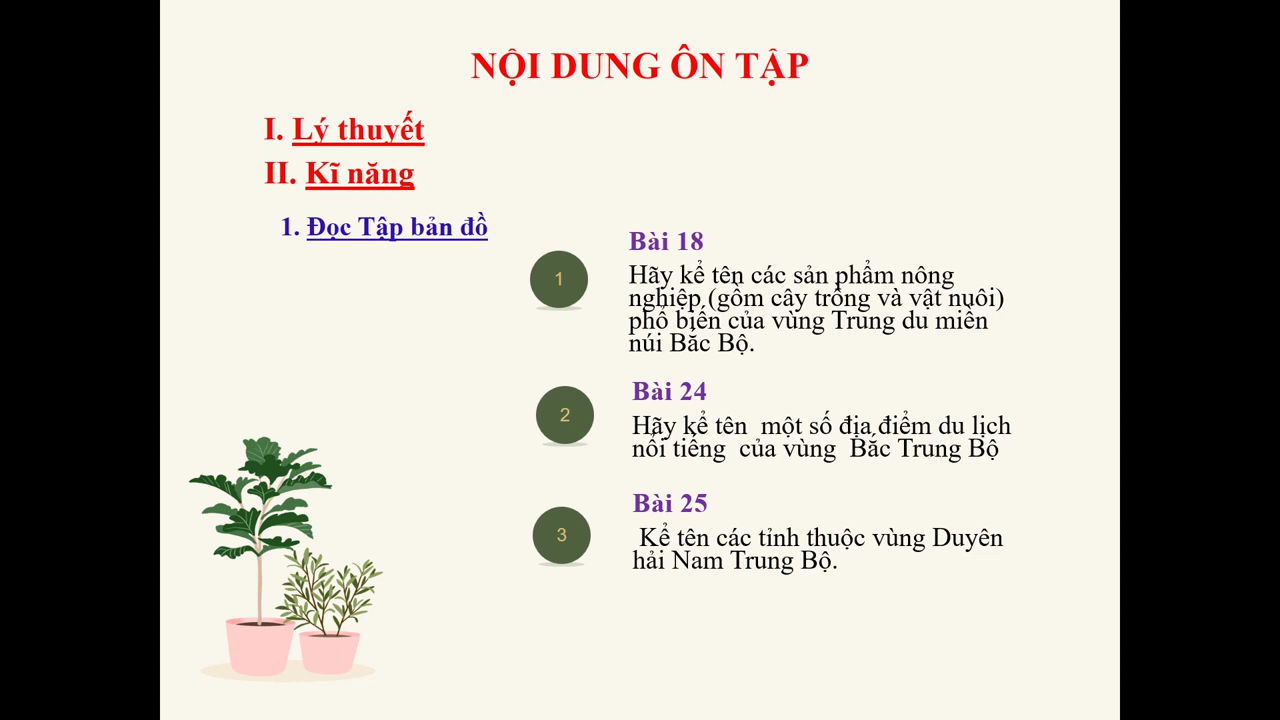 NỘI DUNG ÔN TẬP
I. Lý thuyết
II. Kĩ năng
1. Đọc Tập bản đồ
1
Bài 18
Hãy kể tên các sản phẩm nông
nghiệp (gồm cây trồng và vật nuôi)
phổ biến của vùng Trung du miền
núi Bắc Bộ.
2
Bài 24
Hãy kể tên một số địa điểm du lịch
nổi tiếng của vùng Bắc Trung Bộ
3
Bài 25
Kể tên các tỉnh thuộc vùng Duyên
hải Nam Trung Bộ.